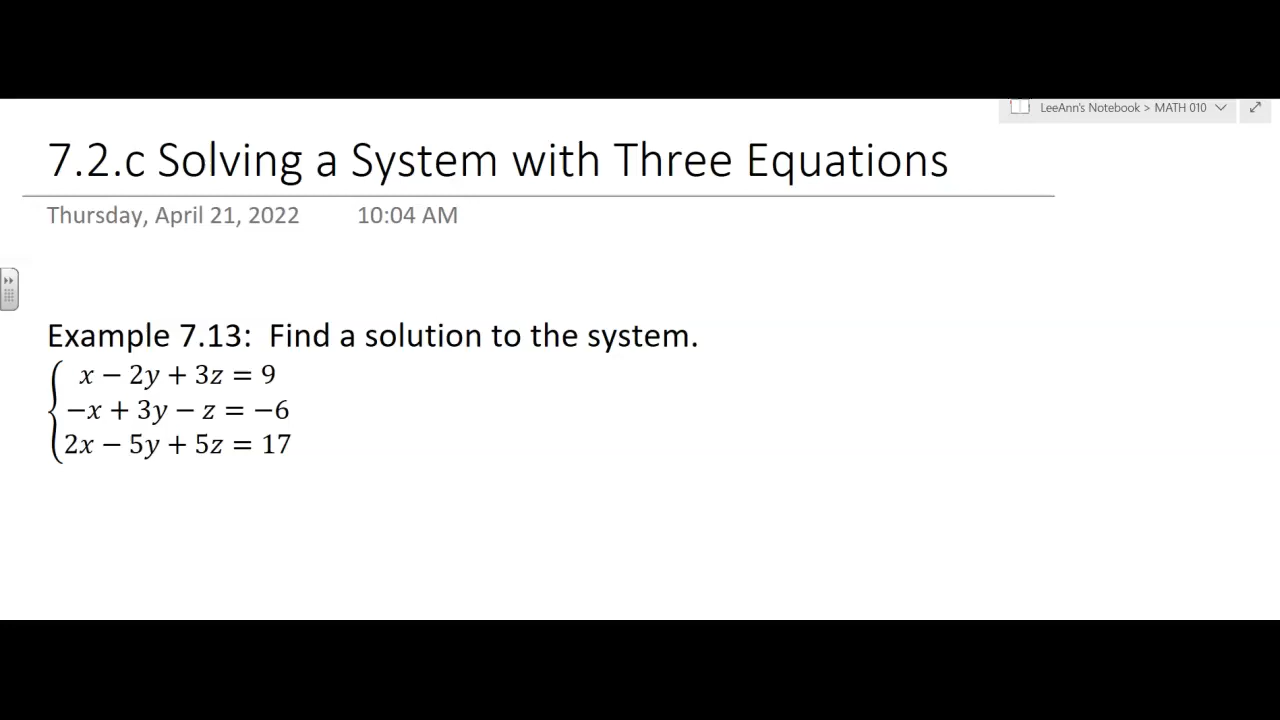 LeeAnn's Notebook > MATH 010
7.2.c Solving a System with Three Equations
Thursday, April 21, 2022 10:04 AM
Example 7.13: Find a solution to the system.
x − 2y + 3z = 9
−x + 3y − z = −6
2x − 5y + 5z = 17